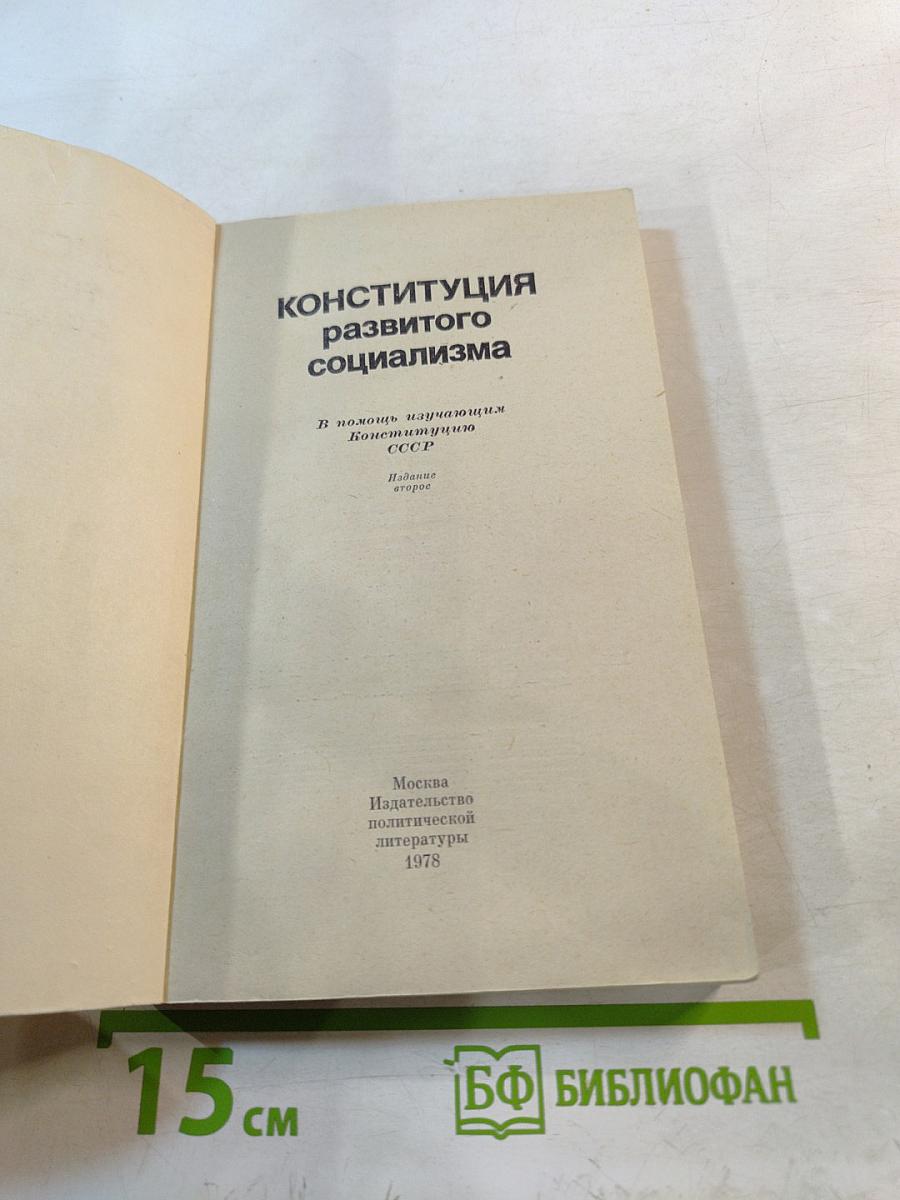 КОНСТИТУЦИЯ
развитого
социализма
В помощь изучающим
Конституцию
СССР
Издание
второе
Москва
Издательство
политической
литературы
1978
15 см
БФ БИБЛИОФАН